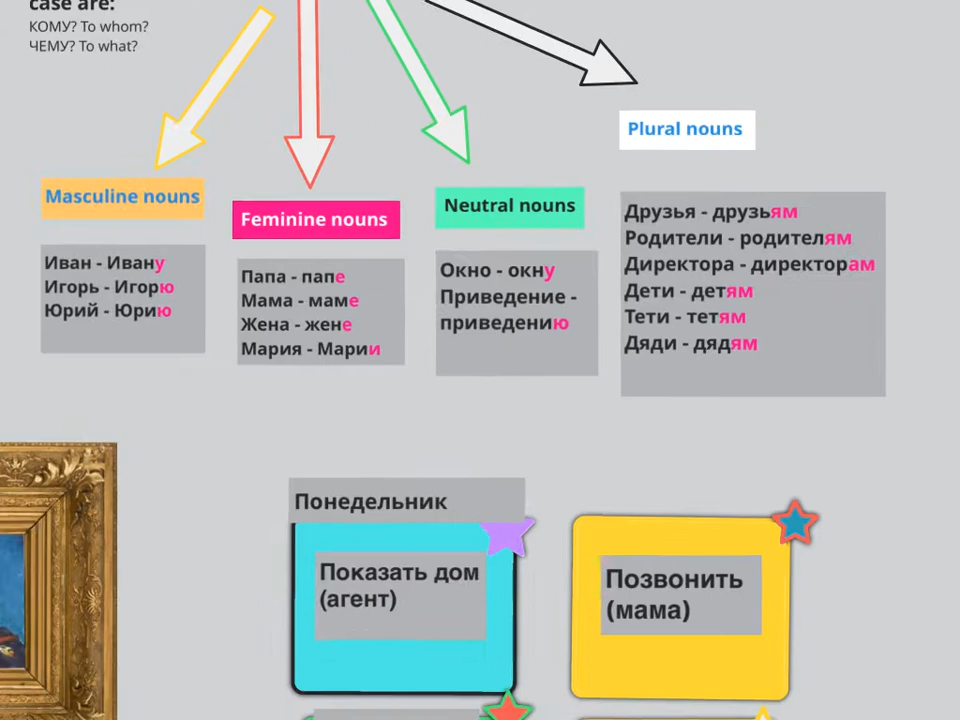 case are:
КОМУ? To whom?
ЧЕМУ? To what?
Plural nouns
Masculine nouns
Feminine nouns
Neutral nouns
Иван - Ивану
Игорь - Игорю
Юрий - Юрию
Папа - папе
Мама - маме
Жена - жене
Мария - Марии
Окно - окну
Приведение -
приведению
Друзья - друзьям
Родители - родителям
Директора - директорам
Дети - детям
Тети - тетям
Дяди - дядям
Понедельник
Показать дом
(агент)
Позвонить
(мама)